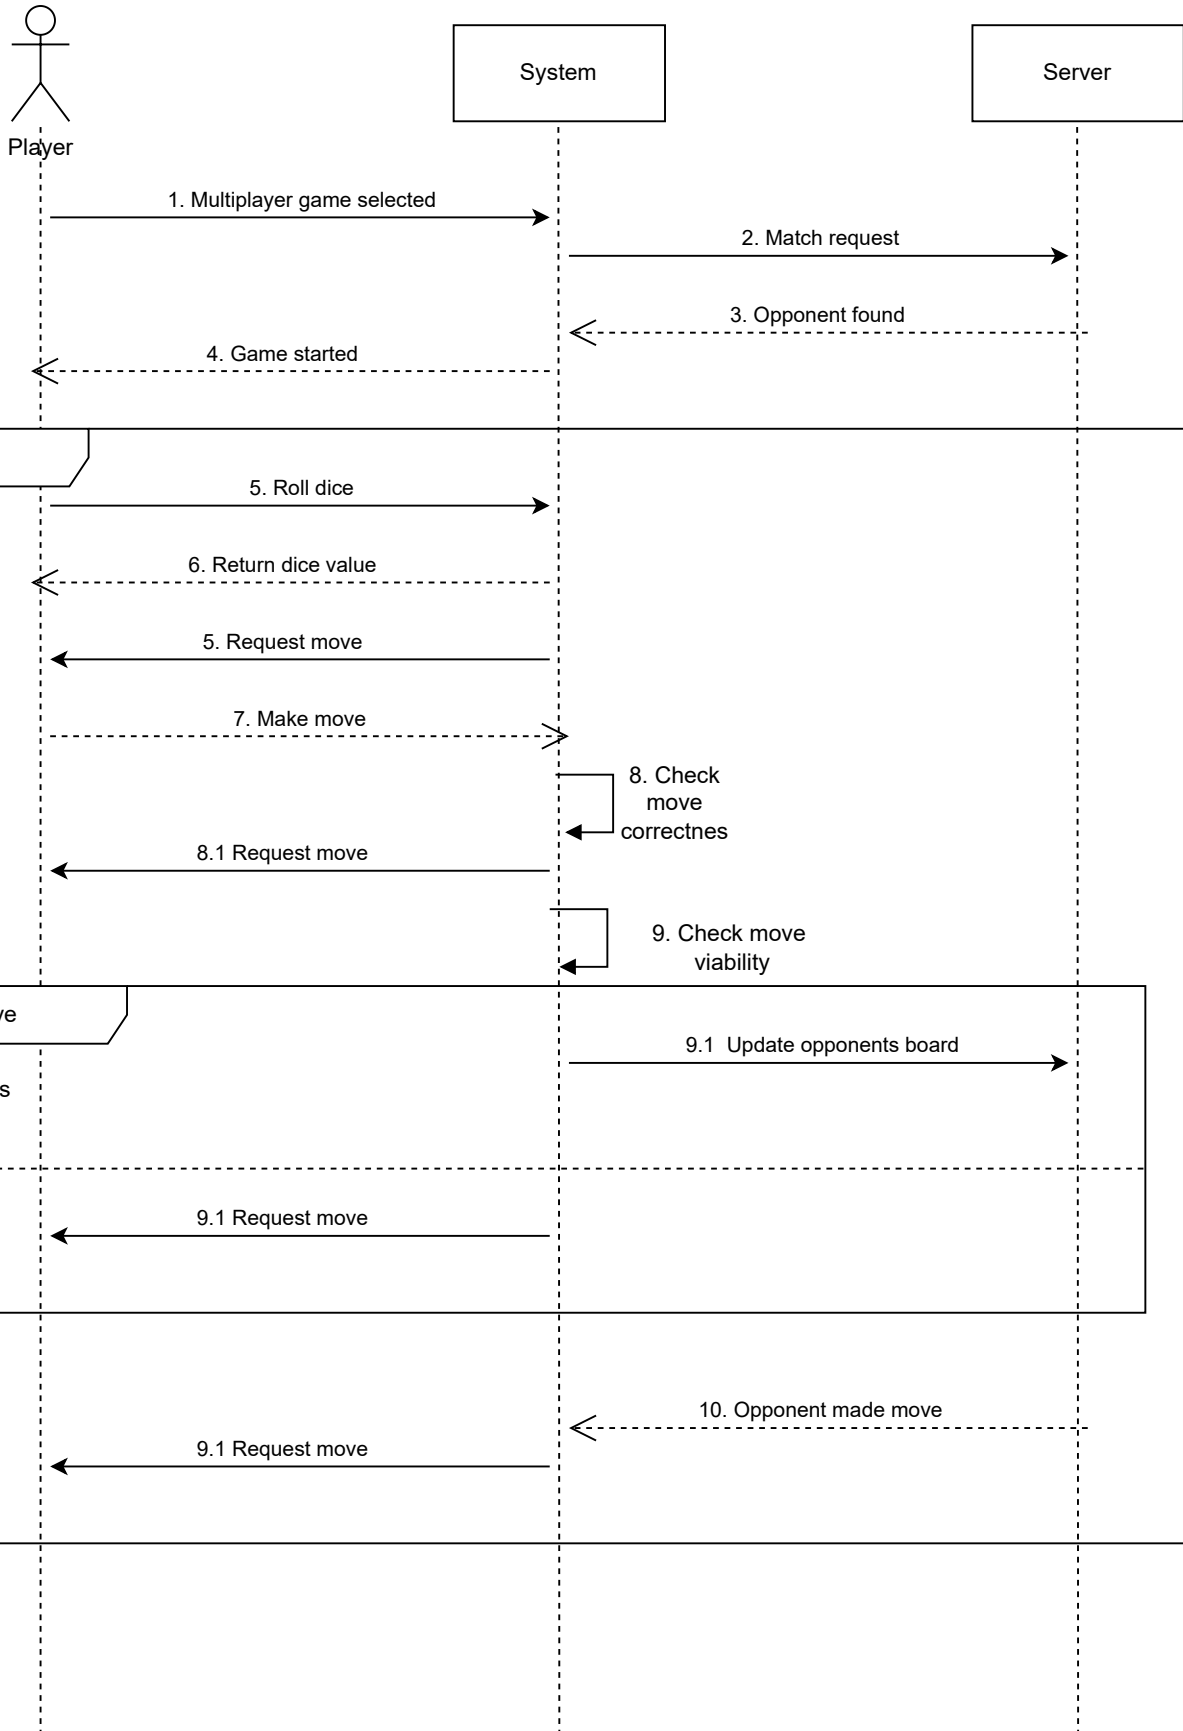 System
Server
Player
1. Multiplayer game selected
2. Match request
3. Opponent found
4. Game started
5. Roll dice
6. Return dice value
5. Request move
7. Make move
8. Check
move
correctnes
8.1 Request move
9. Check move
viability
ve
9.1  Update opponents board
s
9.1 Request move
10. Opponent made move
9.1 Request move